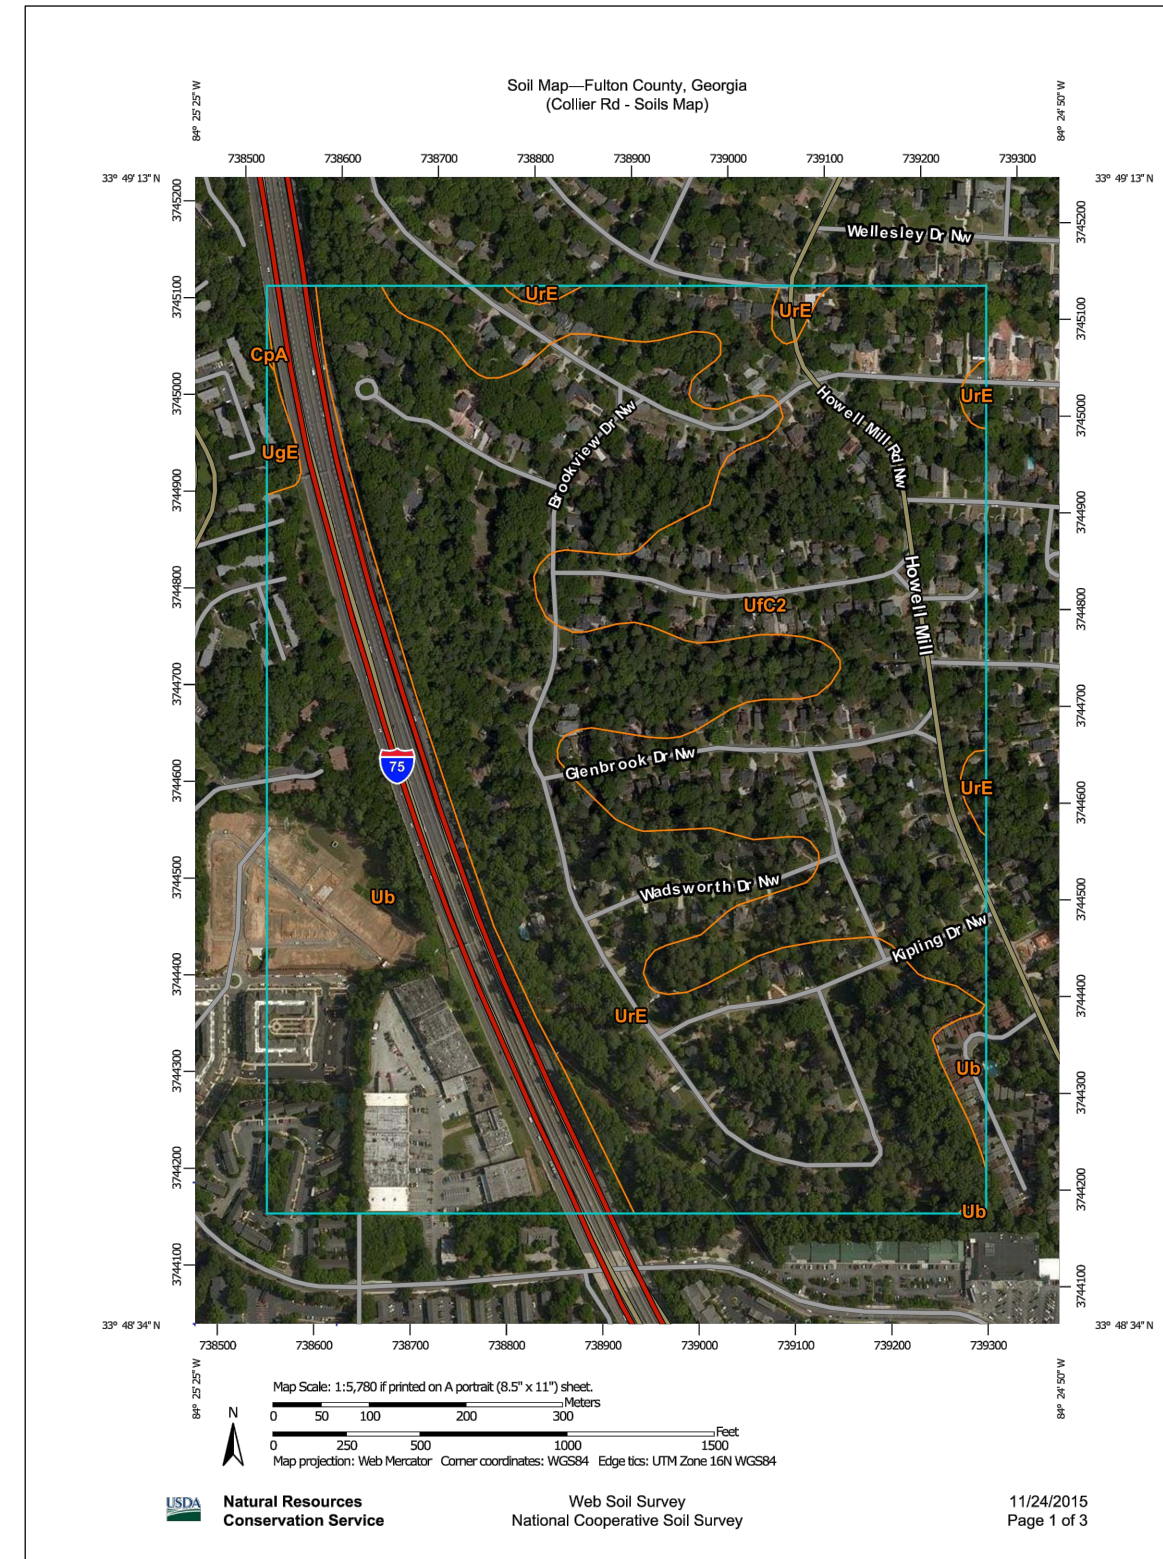 Soil Map—Fulton County, Georgia
(Collier Rd - Soils Map)
84° 25' 25" W
84° 24' 50" W
738500 738600 738700 738800 738900 739000 739100 739200 739300
33° 49' 13" N
33° 49' 13" N
3745200
3745200
Wellesley Dr Nw
3745100
UrE
UrE
3745100
CpA
3745000
UrE
3745000
Howell Mill Rd Nw
Brookview Dr Nw
UgE
3744900
3744900
3744800
UfC2
Howell Mill
3744800
3744700
3744700
75
Glenbrook Dr Nw
3744600
UrE
3744600
3744500
Ub
Wadsworth Dr Nw
3744500
Kipling Dr Nw
3744400
3744400
UrE
3744300
Ub
3744300
3744200
3744200
Ub
3744100
3744100
33° 48' 34" N
33° 48' 34" N
738500 738600 738700 738800 738900 739000 739100 739200 739300
84° 25' 25" W
84° 24' 50" W
Map Scale: 1:5,780 if printed on A portrait (8.5" x 11") sheet.
Meters
0 50 100 200 300
N
Feet
0 250 500 1000 1500
Map projection: Web Mercator Corner coordinates: WGS84 Edge tics: UTM Zone 16N WGS84
USDA
Natural Resources
Conservation Service
Web Soil Survey
National Cooperative Soil Survey
11/24/2015
Page 1 of 3